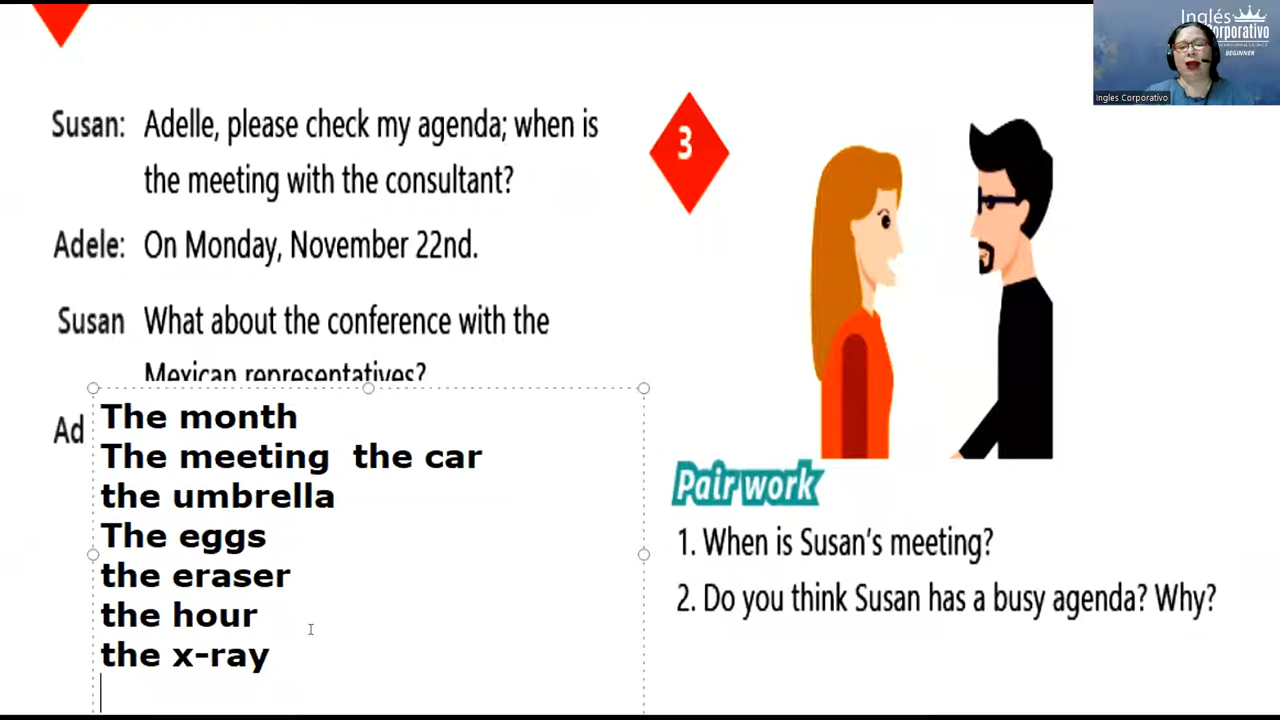 Susan: Adelle, please check my agenda; when is
the meeting with the consultant?
Adele: On Monday, November 22nd.
Susan What about the conference with the
Mexican representatives?
Ad
The month
The meeting the car
the umbrella
The eggs
the eraser
the hour
the x-ray
3
Pair work
1. When is Susan's meeting?
2. Do you think Susan has a busy agenda? Why?
Inglés
Corporativo
BEGINNER
Ingles Corporativo